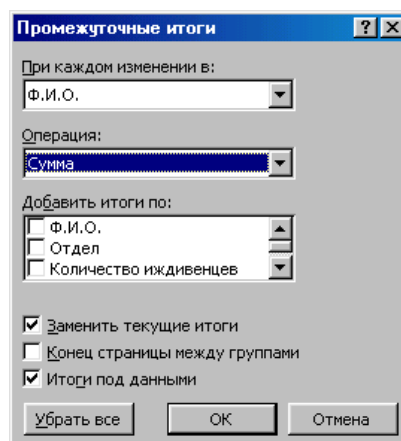 Промежуточные итоги
При каждом изменении в:
Ф.И.О.
Операция:
Сумма
Добавить итоги по:
Ф.И.О.
Отдел
Количество иждивенцев
Заменить текущие итоги
Конец страницы между группами
Итоги под данными
Убрать все ОК Отмена